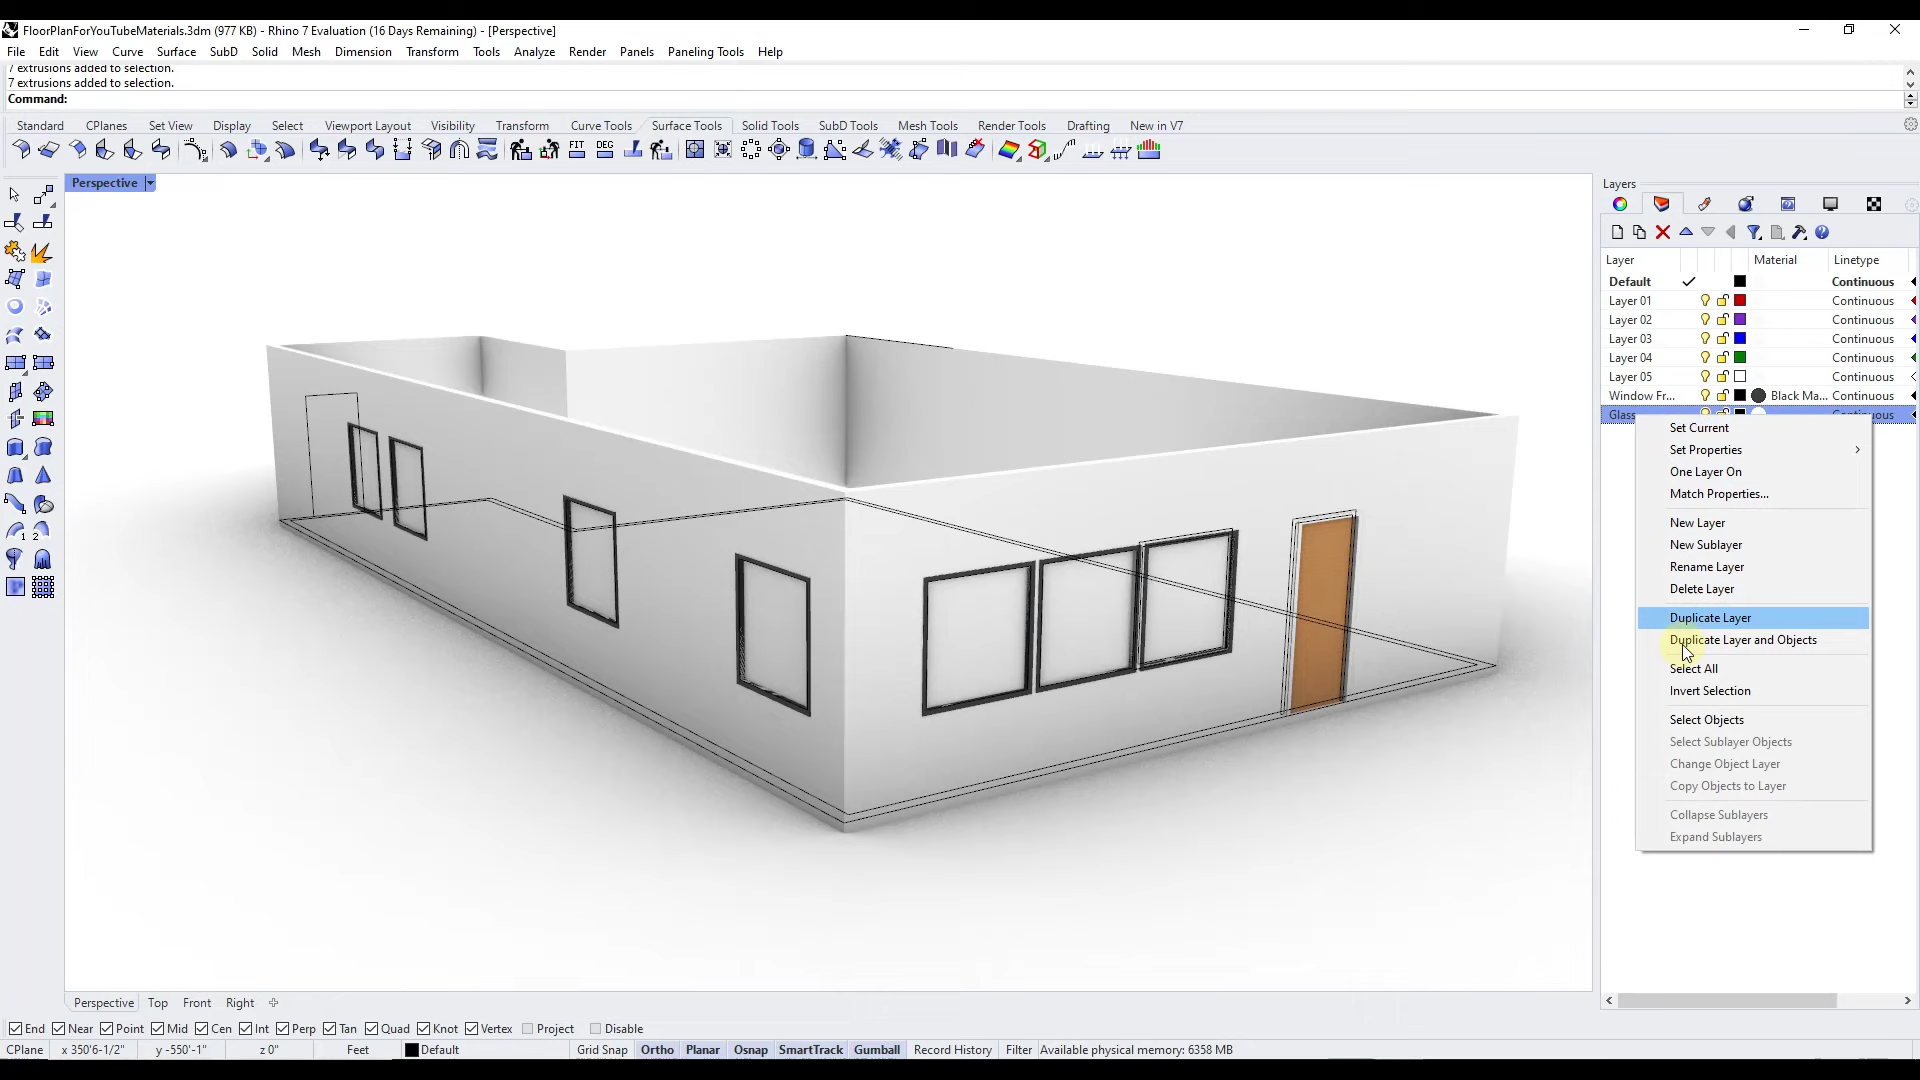 FloorPlanForYouTubeMaterials.3dm (977 KB) - Rhino 7 Evaluation (16 Days Remaining) - [Perspective]
File Edit View Curve Surface SubD Solid Mesh Dimension Transform Tools Analyze Render Panels Paneling Tools Help
7 extrusions added to selection.
7 extrusions added to selection.
Command:
Standard CPlanes Set View Display Select Viewport Layout Visibility Transform Curve Tools Surface Tools Solid Tools SubD Tools Mesh Tools Render Tools Drafting New in V7
FIT DEG
Perspective
Layers
Layer Material Linetype
Default Continuous
Layer 01 Continuous
Layer 02 Continuous
Layer 03 Continuous
Layer 04 Continuous
Layer 05 Continuous
Window Fr... Black Ma... Continuous
Glass Continuous
Set Current
Set Properties
One Layer On
Match Properties...
New Layer
New Sublayer
Rename Layer
Delete Layer
Duplicate Layer
Duplicate Layer and Objects
Select All
Invert Selection
Select Objects
Select Sublayer Objects
Change Object Layer
Copy Objects to Layer
Collapse Sublayers
Expand Sublayers
1 2
Perspective Top Front Right
End Near Point Mid Cen Int Perp Tan Quad Knot Vertex Project Disable
CPlane x 350'6-1/2" y -550'-1" z 0" Feet Default Grid Snap Ortho Planar Osnap SmartTrack Gumball Record History Filter Available physical memory: 6358 MB